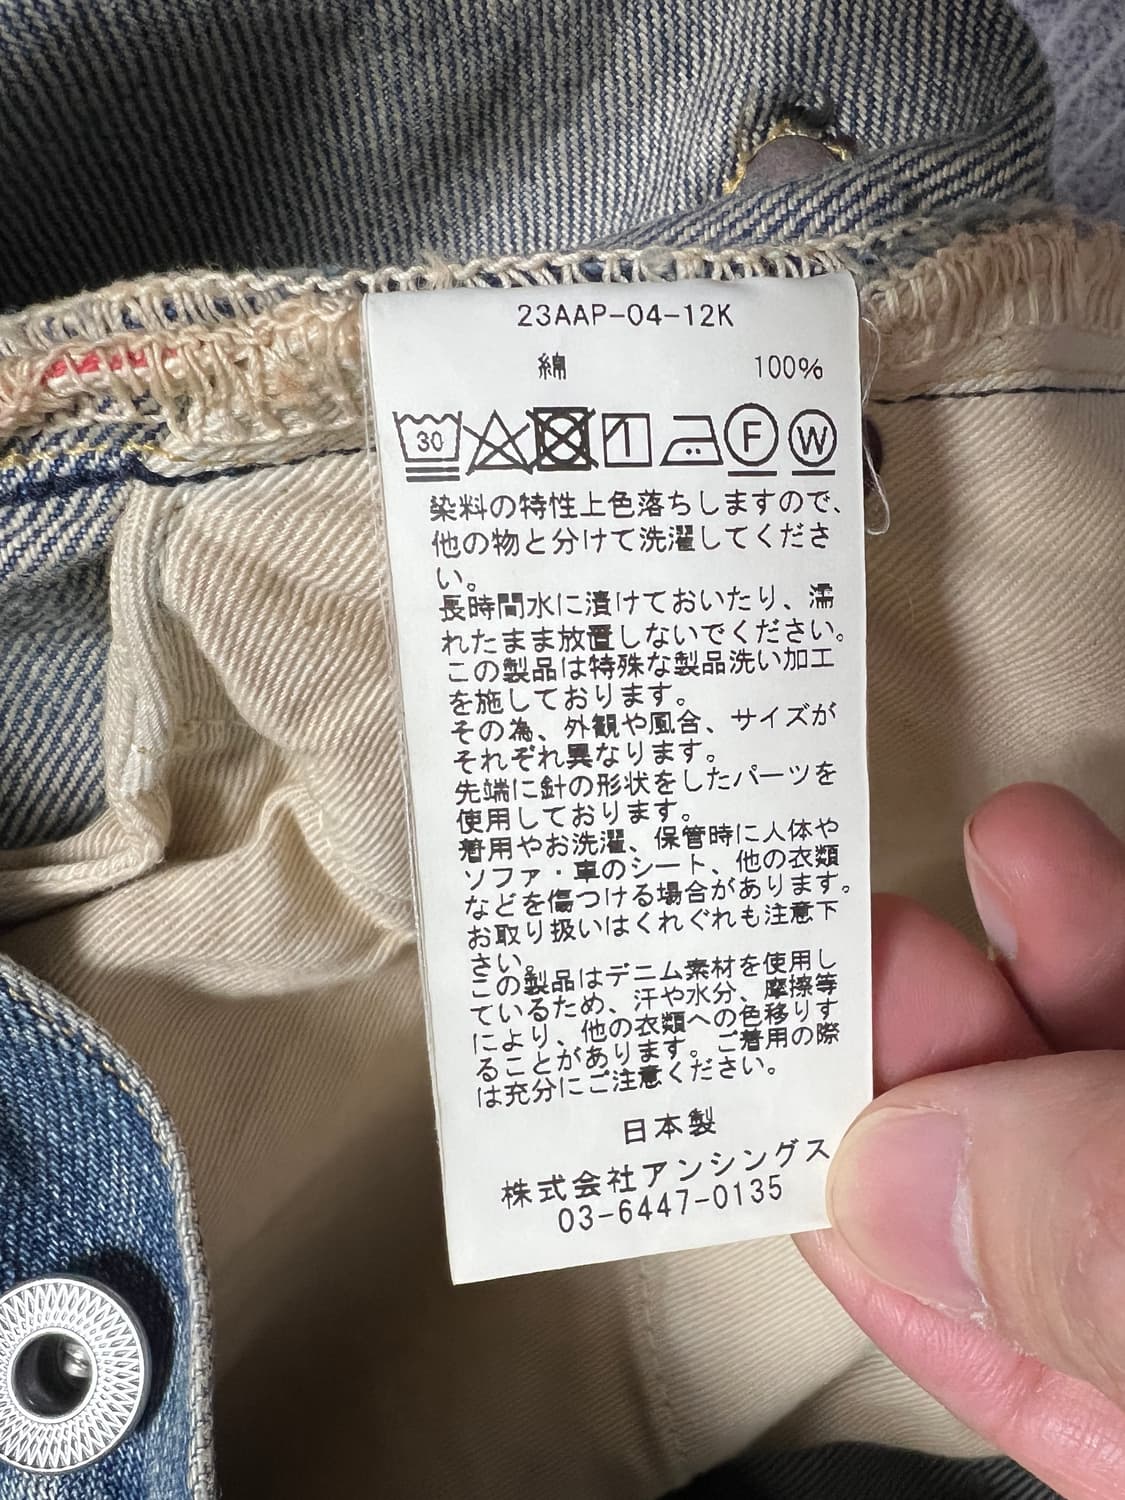 23AAP-04-12K
綿 100%
30 F W
染料の特性上色落ちしますので、
他の物と分けて洗濯してくださ
い。
長時間水に漬けておいたり、濡
れたまま放置しないでください。
この製品は特殊な製品洗い加工
を施しております。
その為、外観や風合、サイズが
それぞれ異なります。
先端に針の形状をしたパーツを
使用しております。
着用やお洗濯、保管時に人体や
ソファ・車のシート、他の衣類
などを傷つける場合があります。
お取り扱いはくれぐれも注意下
さい。
この製品はデニム素材を使用し
ているため、汗や水分、摩擦等
により、他の衣類への色移りす
ることがあります。ご着用の際
は充分にご注意ください。
日本製
株式会社アンシングス
03-6447-0135